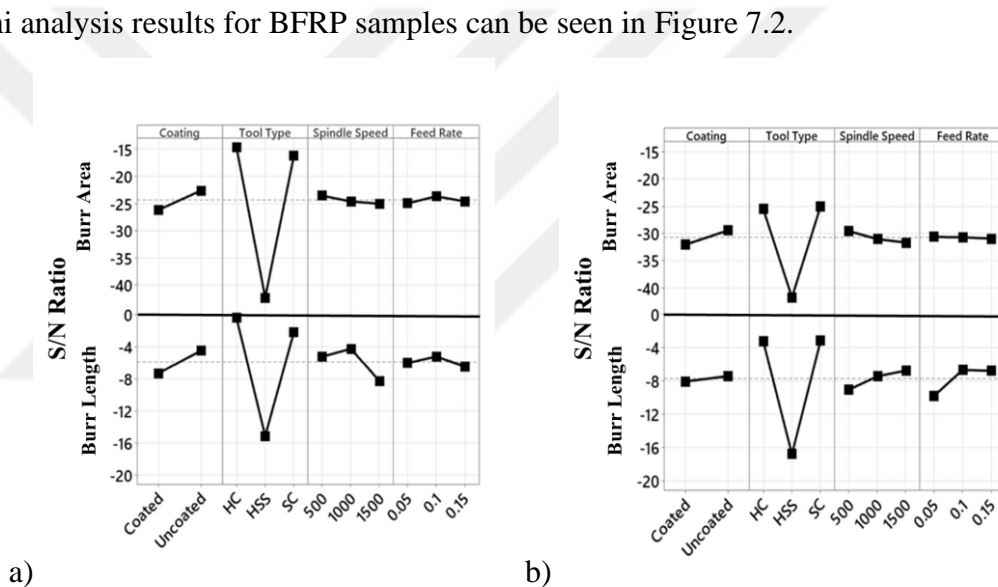 analysis results for BFRP samples can be seen in Figure 7.2.
Coating Tool Type Spindle Speed Feed Rate
-15
-20
-25
-30
-35
-40
0
-4
-8
-12
-16
-20
Burr Area
S/N Ratio
Burr Length
Coated Uncoated HC HSS SC 500 1000 1500 0.05 0.1 0.15
a)
Coating Tool Type Spindle Speed Feed Rate
-15
-20
-25
-30
-35
-40
0
-4
-8
-12
-16
-20
Burr Area
S/N Ratio
Burr Length
Coated Uncoated HC HSS SC 500 1000 1500 0.05 0.1 0.15
b)